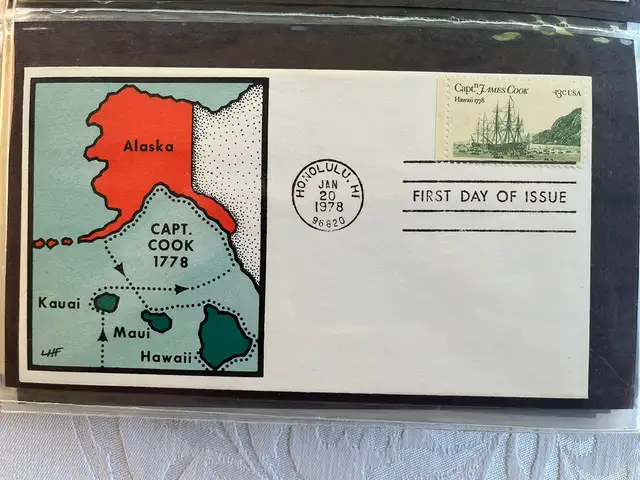 Alaska
CAPT.
COOK
1778
Kauai
Maui
Hawaii
LHF
HONOLULU, HI
JAN
20
1978
96820
Captⁿ JAMES COOK
Hawaii 1778
13c USA
FIRST DAY OF ISSUE